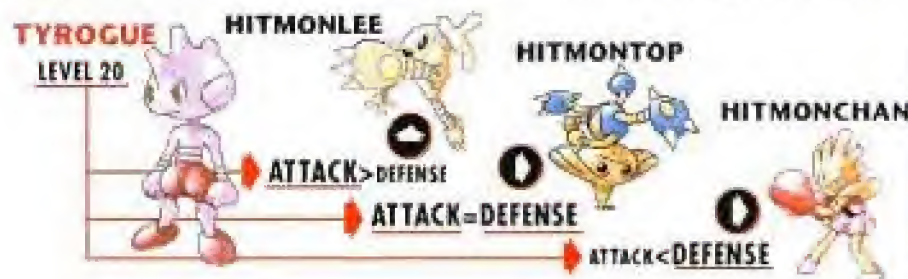 TYROGUE
LEVEL 20
HITMONLEE
HITMONTOP
HITMONCHAN
ATTACK>DEFENSE
ATTACK=DEFENSE
ATTACK<DEFENSE